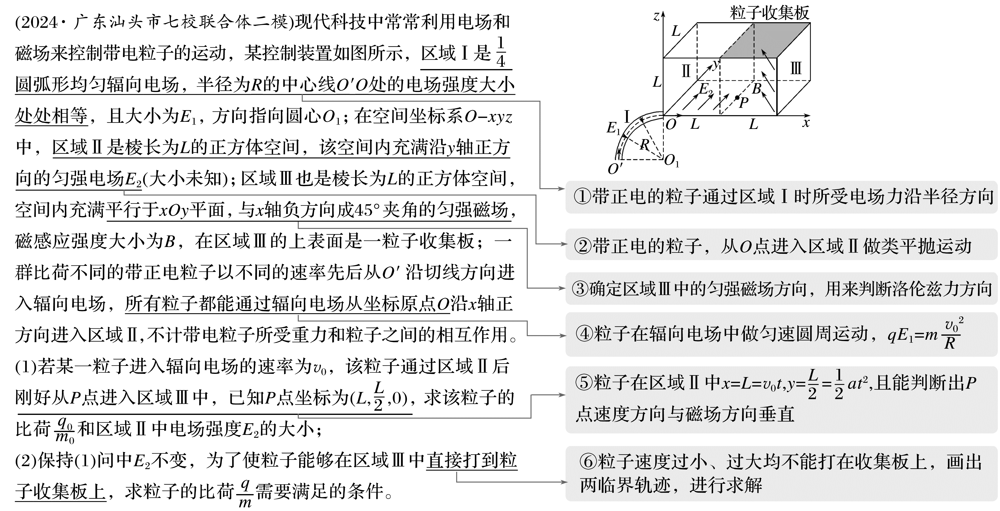 (2024·广东汕头市七校联合体二模)现代科技中常常利用电场和
磁场来控制带电粒子的运动，某控制装置如图所示，区域Ⅰ是1/4
圆弧形均匀辐向电场，半径为R的中心线O′O处的电场强度大小
处处相等，且大小为E₁，方向指向圆心O₁；在空间坐标系O-xyz
中，区域Ⅱ是棱长为L的正方体空间，该空间内充满沿y轴正方
向的匀强电场E₂(大小未知)；区域Ⅲ也是棱长为L的正方体空间，
空间内充满平行于xOy平面，与x轴负方向成45°夹角的匀强磁场，
磁感应强度大小为B，在区域Ⅲ的上表面是一粒子收集板；一
群比荷不同的带正电粒子以不同的速率先后从O′沿切线方向进
入辐向电场，所有粒子都能通过辐向电场从坐标原点O沿x轴正
方向进入区域Ⅱ,不计带电粒子所受重力和粒子之间的相互作用。
(1)若某一粒子进入辐向电场的速率为v₀，该粒子通过区域Ⅱ后
刚好从P点进入区域Ⅲ中，已知P点坐标为(L,L/2,0)，求该粒子的
比荷q₀/m₀和区域Ⅱ中电场强度E₂的大小；
(2)保持(1)问中E₂不变，为了使粒子能够在区域Ⅲ中直接打到粒
子收集板上，求粒子的比荷q/m需要满足的条件。
粒子收集板
z
L
y
Ⅱ
Ⅲ
L
E₂
B
P
Ⅰ
O
L
L
x
E₁
R
O′
O₁
①带正电的粒子通过区域Ⅰ时所受电场力沿半径方向
②带正电的粒子，从O点进入区域Ⅱ做类平抛运动
③确定区域Ⅲ中的匀强磁场方向，用来判断洛伦兹力方向
④粒子在辐向电场中做匀速圆周运动，qE₁=mv₀²/R
⑤粒子在区域Ⅱ中x=L=v₀t,y=L/2=1/2at²,且能判断出P
点速度方向与磁场方向垂直
⑥粒子速度过小、过大均不能打在收集板上，画出
两临界轨迹，进行求解